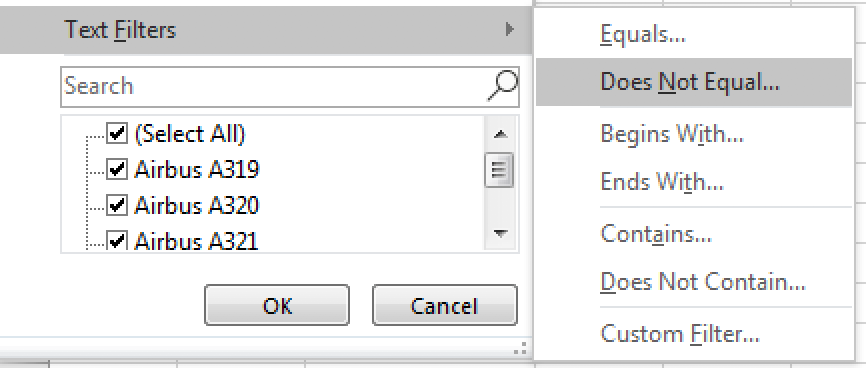 Text Filters
Search
(Select All)
Airbus A319
Airbus A320
Airbus A321
OK
Cancel
Equals...
Does Not Equal...
Begins With...
Ends With...
Contains...
Does Not Contain...
Custom Filter...